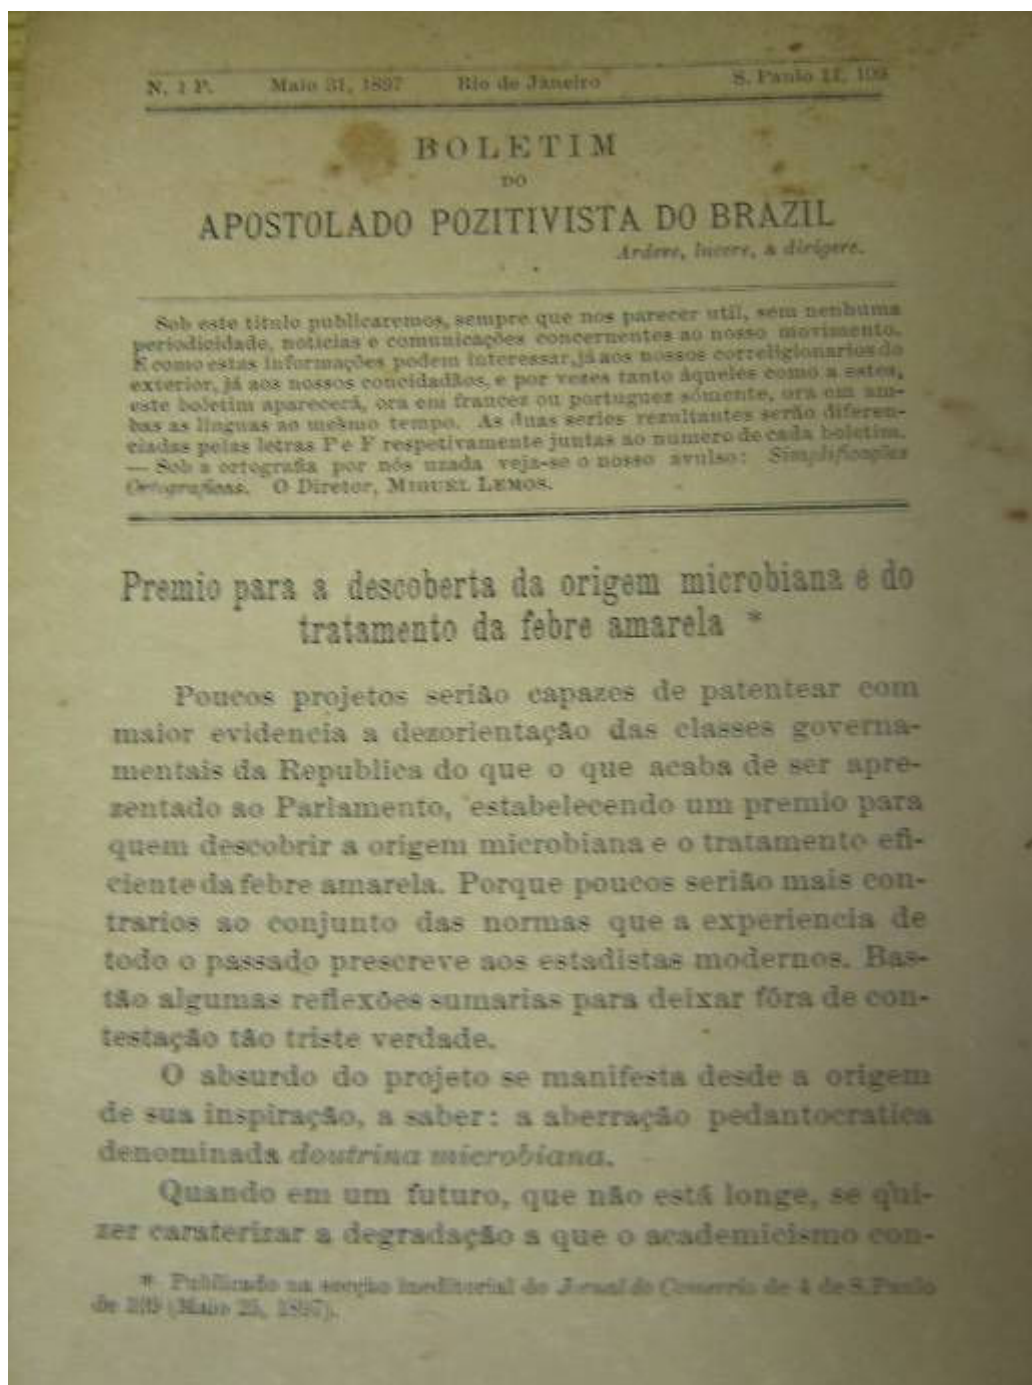 N. 1 P. Maio 31, 1897 Rio de Janeiro S. Paulo 11, 109
BOLETIM
DO
APOSTOLADO POZITIVISTA DO BRAZIL
Ardere, lucere, a dirigere.
Sob este titulo publicaremos, sempre que nos parecer util, sem nenhuma
periodicidade, noticias e comunicações concernentes ao nosso movimento.
E como estas informações podem interessar, já aos nossos correligionarios do
exterior, já aos nossos concidadãos, e por vezes tanto áqueles como a estes,
este boletim aparecerá, ora em francez ou portuguez sómente, ora em am-
bas as linguas ao mesmo tempo. As duas series rezultantes serão diferen-
ciadas pelas letras P e F respetivamente juntas ao numero de cada boletim.
— Sob a ortografia por nós uzada veja-se o nosso avulso: Simplificações
Ortograficas. O Diretor, MIGUEL LEMOS.
Premio para a descoberta da origem microbiana e do
tratamento da febre amarela *
Poucos projetos serião capazes de patentear com
maior evidencia a dezorientação das classes governa-
mentais da Republica do que o que acaba de ser apre-
zentado ao Parlamento, estabelecendo um premio para
quem descobrir a origem microbiana e o tratamento efi-
ciente da febre amarela. Porque poucos serião mais con-
trarios ao conjunto das normas que a experiencia de
todo o passado prescreve aos estadistas modernos. Bas-
tão algumas reflexões sumarias para deixar fóra de con-
testação tão triste verdade.
O absurdo do projeto se manifesta desde a origem
de sua inspiração, a saber: a aberração pedantocratica
denominada doutrina microbiana.
Quando em um futuro, que não está longe, se qui-
zer caraterizar a degradação a que o academicismo con-
* Publicado na secção ineditorial do Jornal do Comercio de 4 de S. Paulo
de 109 (Maio 25, 1897).